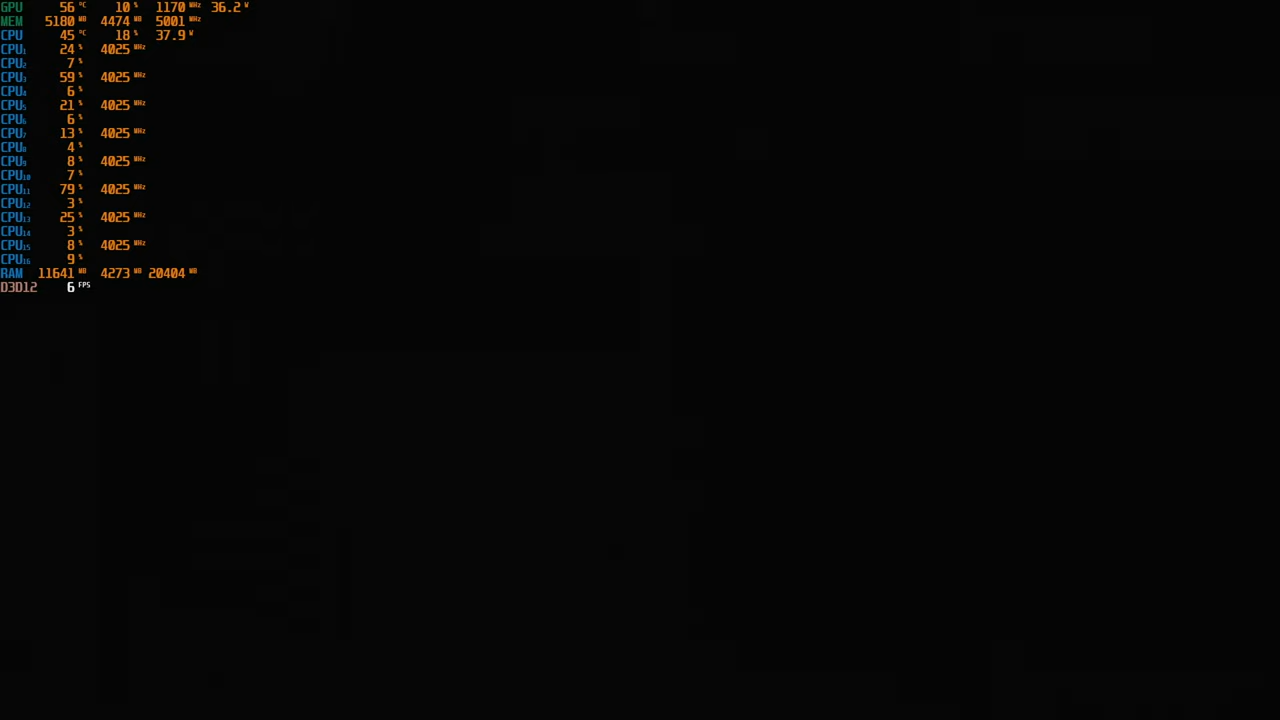 GPU 56 °C 10 % 1170 MHz 36.2 W
MEM 5180 MB 4474 MB 5001 MHz
CPU 45 °C 18 % 37.9 W
CPU1 24 % 4025 MHz
CPU2 7 %
CPU3 59 % 4025 MHz
CPU4 6 %
CPU5 21 % 4025 MHz
CPU6 6 %
CPU7 13 % 4025 MHz
CPU8 4 %
CPU9 8 % 4025 MHz
CPU10 7 %
CPU11 79 % 4025 MHz
CPU12 3 %
CPU13 25 % 4025 MHz
CPU14 3 %
CPU15 8 % 4025 MHz
CPU16 9 %
RAM 11641 MB 4273 MB 20404 MB
D3D12 6 FPS